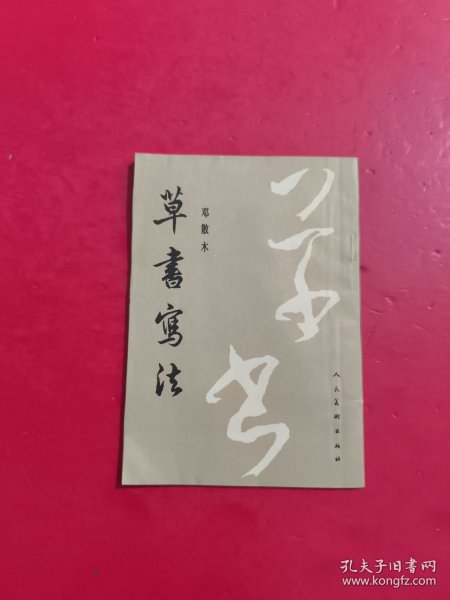 草書寫法
邓散木
草书
人民美術出版社
孔夫子旧书网
www.kongfz.com